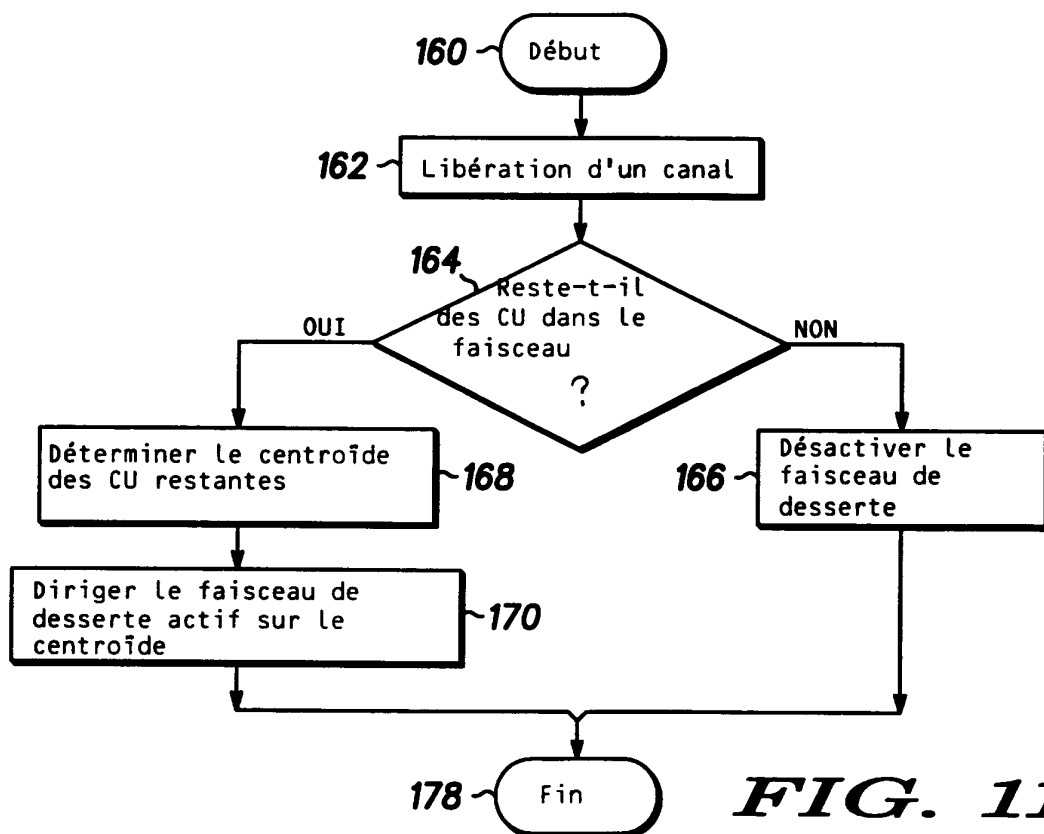 160
Début
162
Libération d'un canal
164
Reste-t-il
des CU dans le
faisceau
?
OUI
NON
Déterminer le centroïde
des CU restantes
168
166
Désactiver le
faisceau de
desserte
Diriger le faisceau de
desserte actif sur le
centroïde
170
178
Fin
FIG. 11